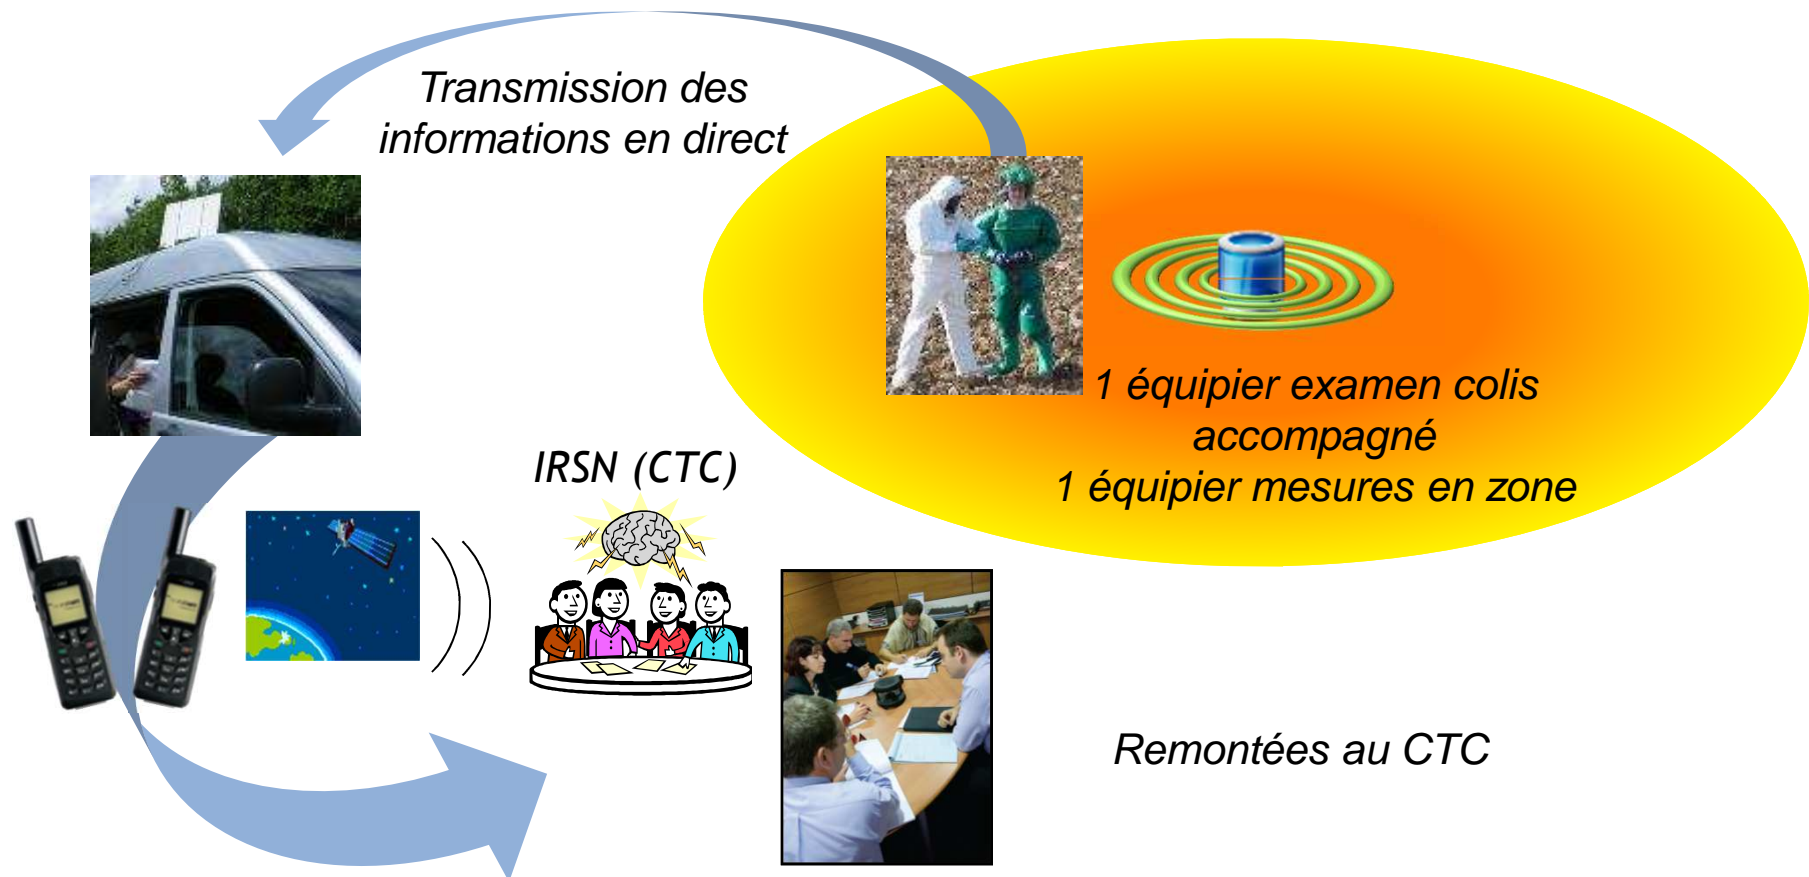 Transmission des
informations en direct
1 équipier examen colis
accompagné
1 équipier mesures en zone
IRSN (CTC)
Remontées au CTC